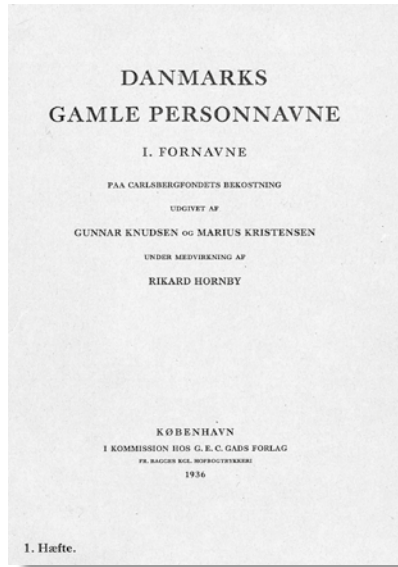 DANMARKS
GAMLE PERSONNAVNE
I. FORNAVNE
PAA CARLSBERGFONDETS BEKOSTNING
UDGIVET AF
GUNNAR KNUDSEN OG MARIUS KRISTENSEN
UNDER MEDVIRKNING AF
RIKARD HORNBY
KØBENHAVN
I KOMMISSION HOS G. E. C. GADS FORLAG
FR. BAGGES KGL. HOFBOGTRYKKERI
1936
1. Hæfte.